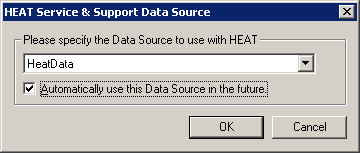 HEAT Service & Support Data Source
Please specify the Data Source to use with HEAT
HeatData
Automatically use this Data Source in the future.
OK
Cancel